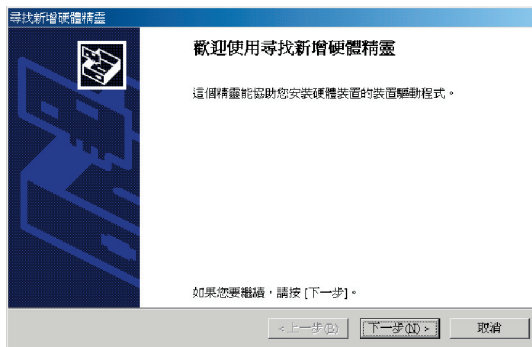 尋找新增硬體精靈
歡迎使用尋找新增硬體精靈
這個精靈能協助您安裝硬體裝置的裝置驅動程式。
如果您要繼續，請按 [下一步]。
<上一步(B) 下一步(N)> 取消